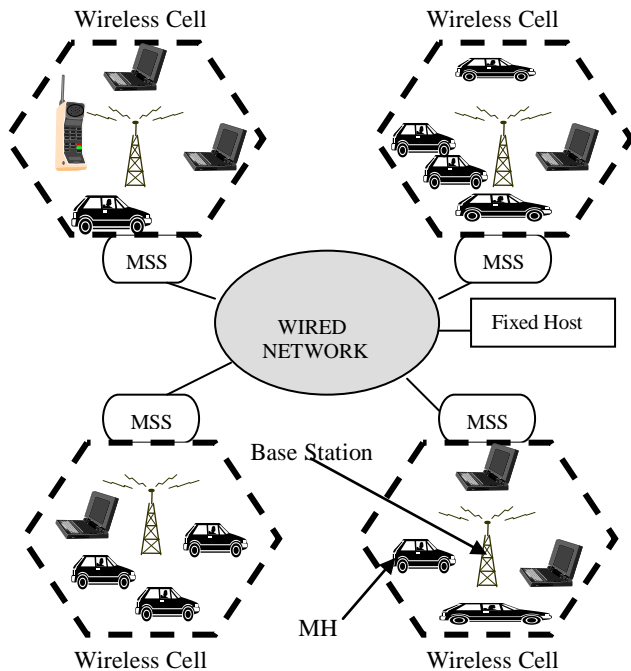 Wireless Cell
Wireless Cell
MSS
MSS
WIRED
NETWORK
Fixed Host
MSS
MSS
Base Station
MH
Wireless Cell
Wireless Cell